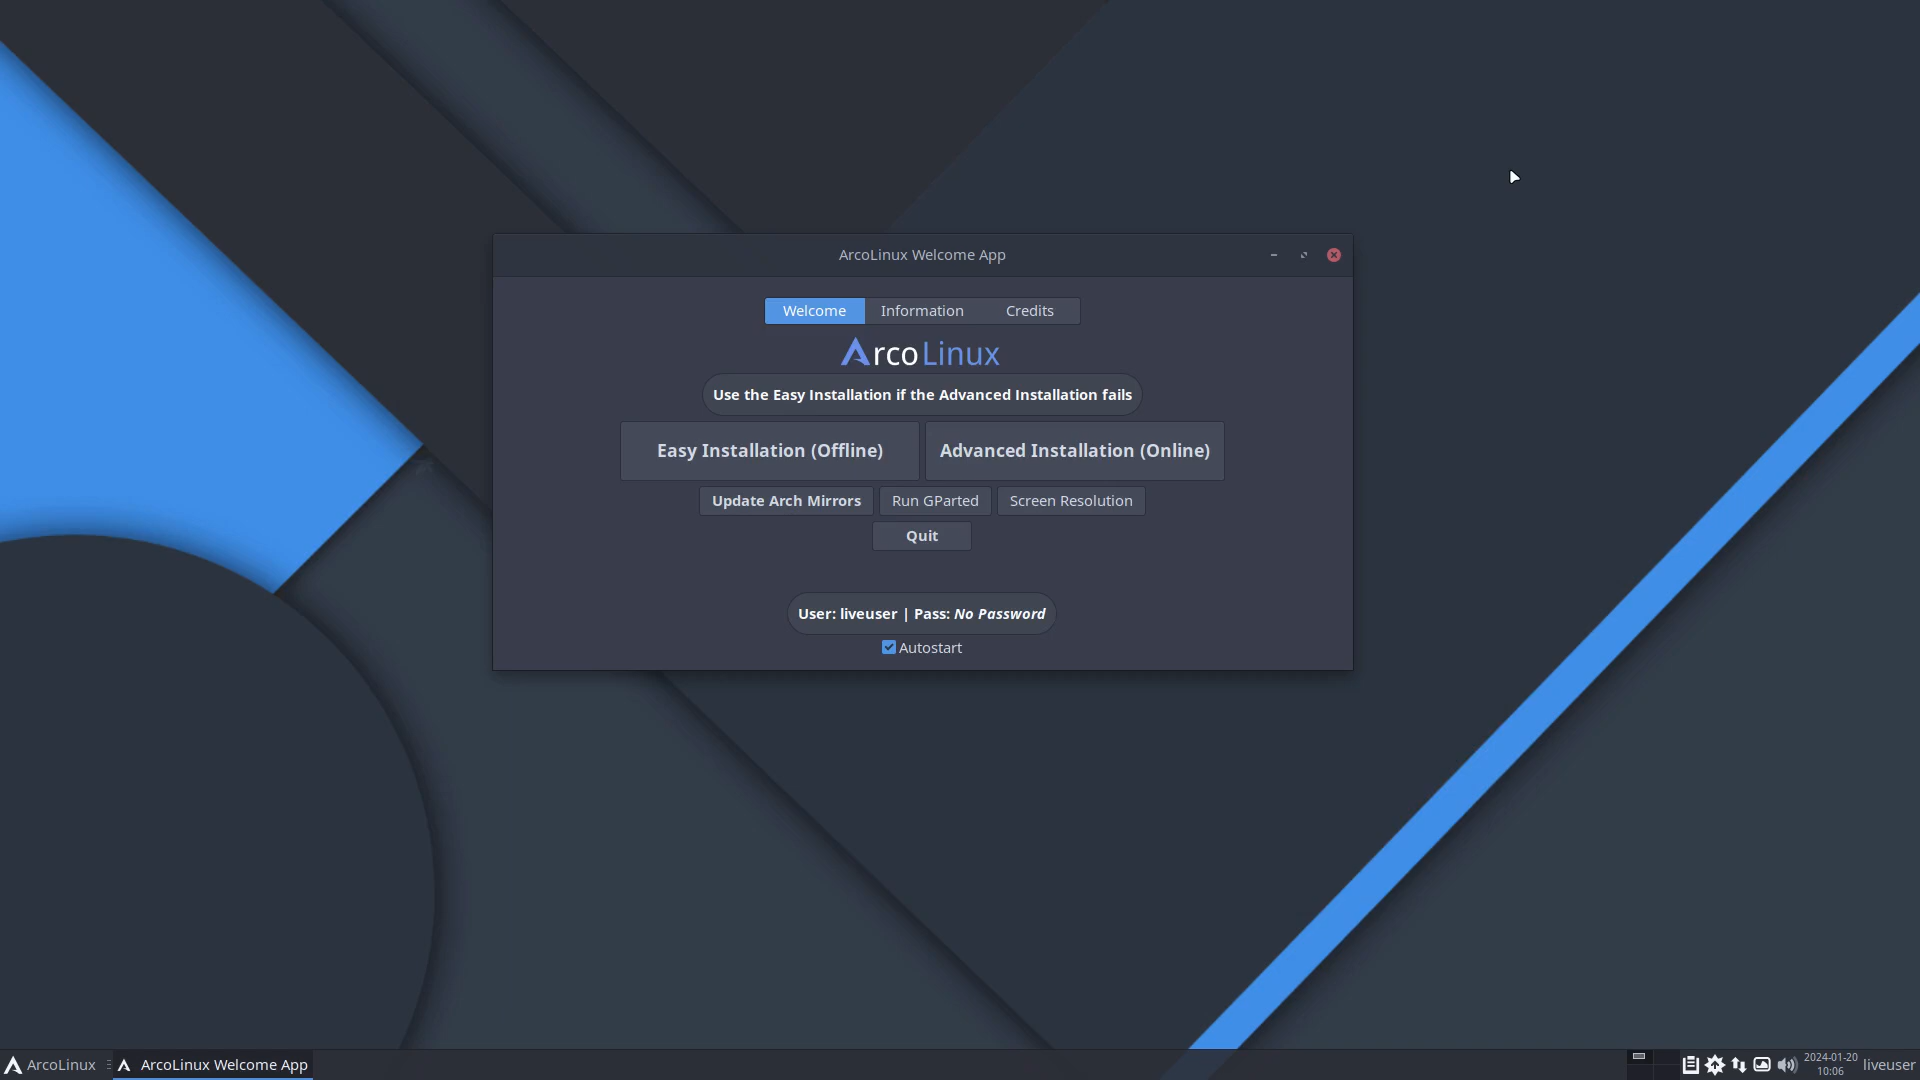 ArcoLinux Welcome App
Welcome Information Credits
ArcoLinux
Use the Easy Installation if the Advanced Installation fails
Easy Installation (Offline) Advanced Installation (Online)
Update Arch Mirrors Run GParted Screen Resolution
Quit
User: liveuser | Pass: No Password
Autostart
ArcoLinux ArcoLinux Welcome App 2024-01-20 liveuser
10:06